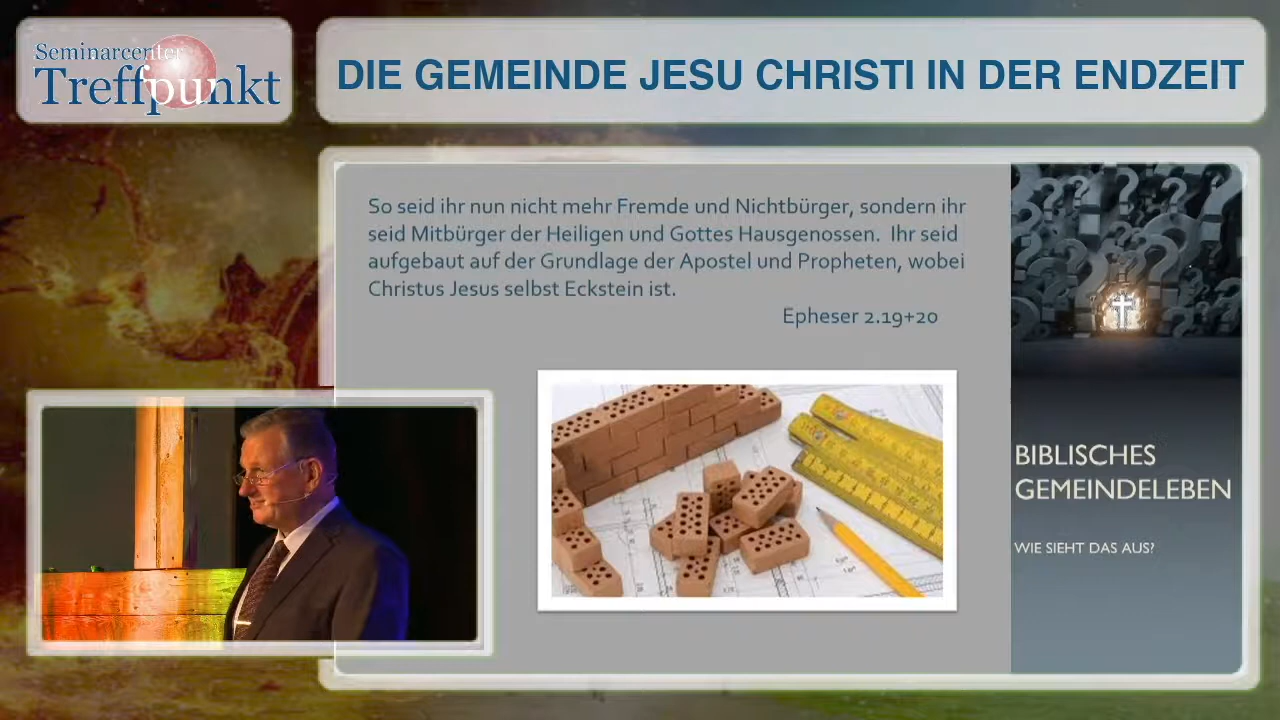 Seminarcenter
Treffpunkt
DIE GEMEINDE JESU CHRISTI IN DER ENDZEIT
So seid ihr nun nicht mehr Fremde und Nichtbürger, sondern ihr
seid Mitbürger der Heiligen und Gottes Hausgenossen. Ihr seid
aufgebaut auf der Grundlage der Apostel und Propheten, wobei
Christus Jesus selbst Eckstein ist.
Epheser 2.19+20
BIBLISCHES
GEMEINDELEBEN
WIE SIEHT DAS AUS?